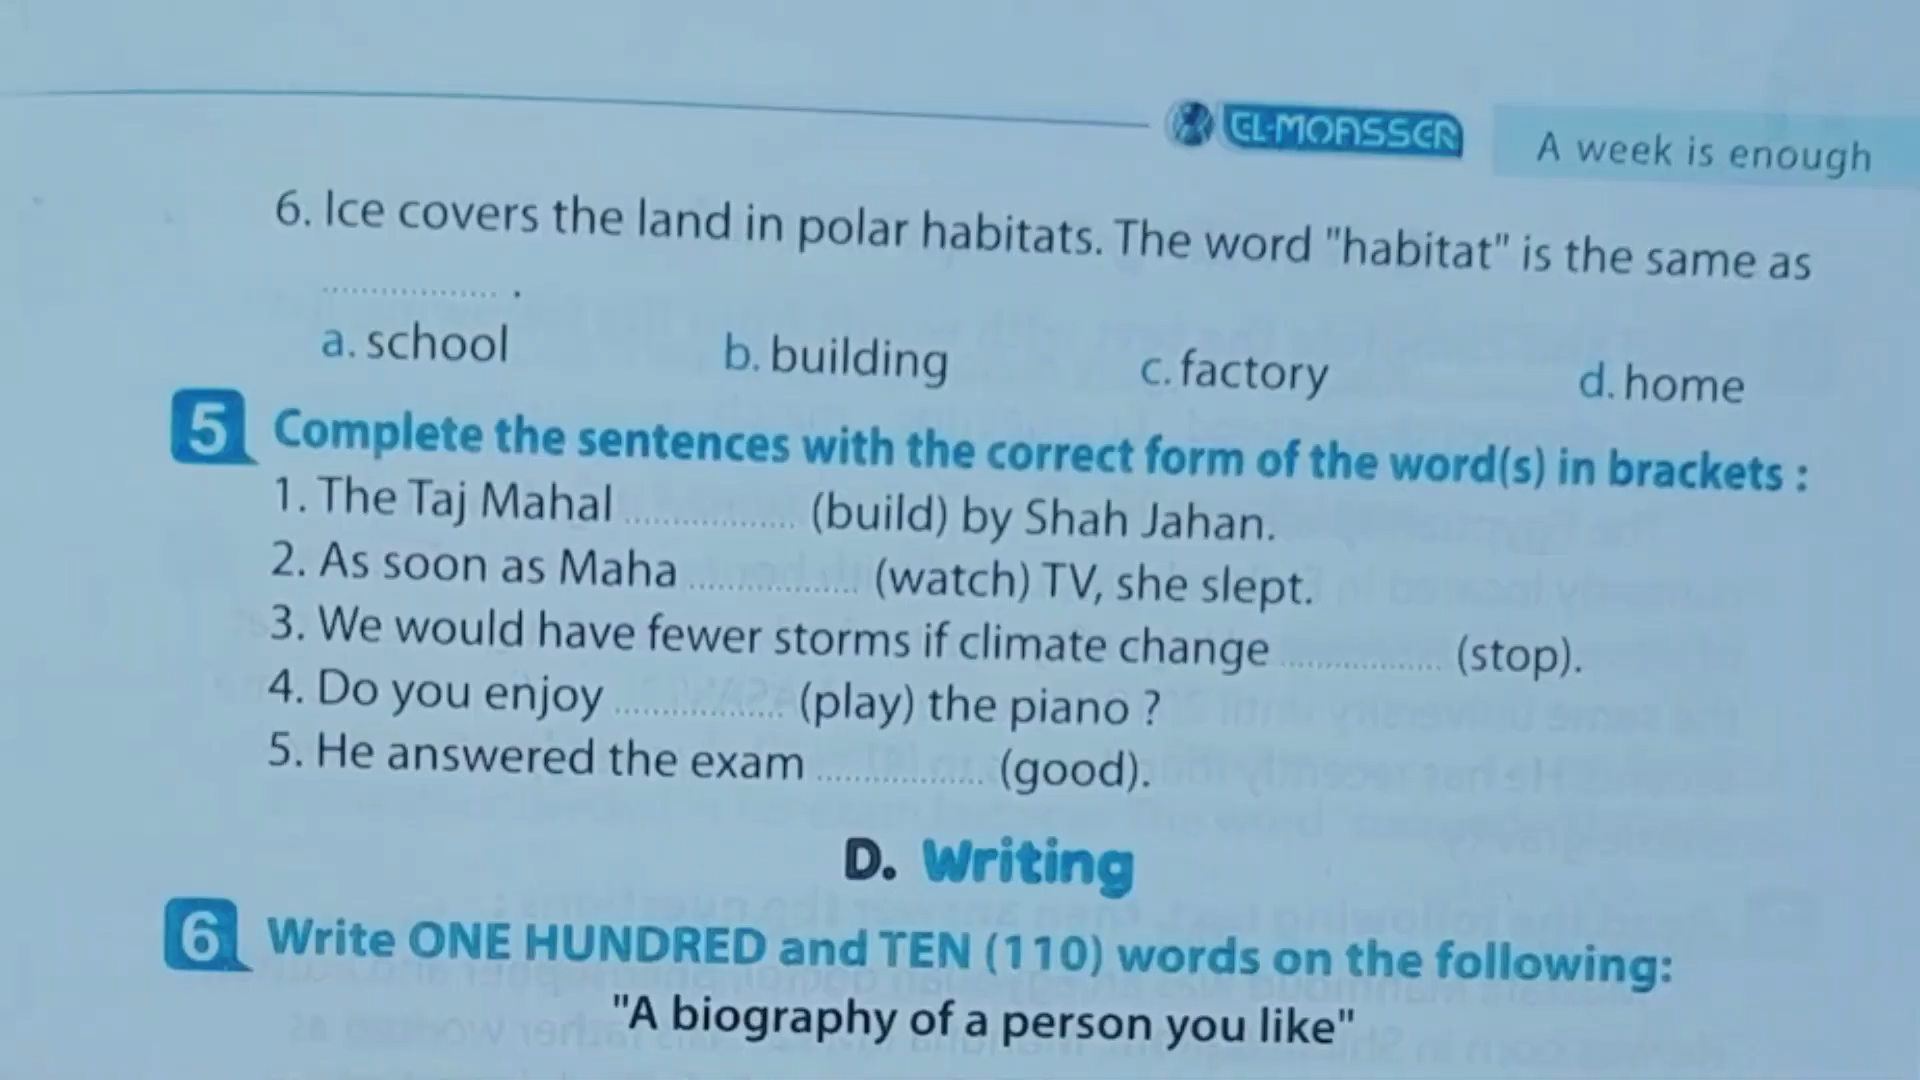 EL-MOASSER A week is enough
6. Ice covers the land in polar habitats. The word "habitat" is the same as
................. .
a. school b. building c. factory d. home
5 Complete the sentences with the correct form of the word(s) in brackets :
1. The Taj Mahal ................. (build) by Shah Jahan.
2. As soon as Maha ................. (watch) TV, she slept.
3. We would have fewer storms if climate change ................. (stop).
4. Do you enjoy ................. (play) the piano ?
5. He answered the exam ................. (good).
D. Writing
6 Write ONE HUNDRED and TEN (110) words on the following:
"A biography of a person you like"